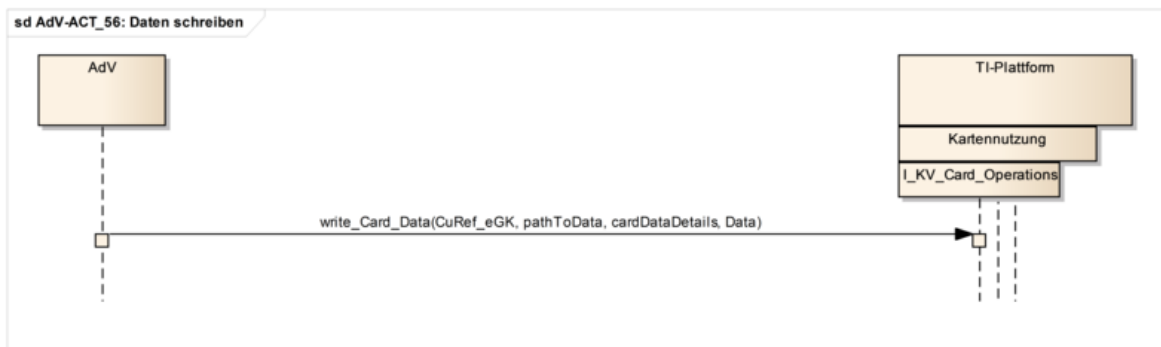 sd AdV-ACT_56: Daten schreiben
AdV
TI-Plattform
Kartennutzung
I_KV_Card_Operations
write_Card_Data(CuRef_eGK, pathToData, cardDataDetails, Data)